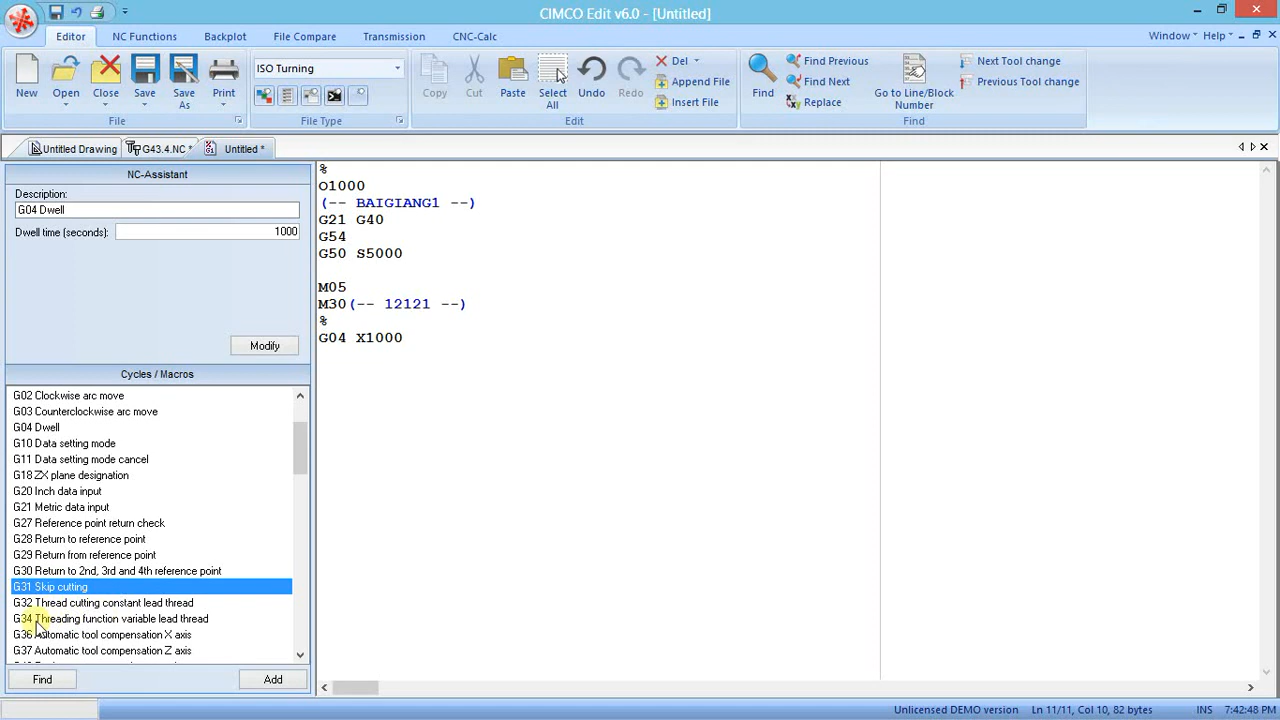 CIMCO Edit v6.0 - [Untitled]
Editor
NC Functions
Backplot
File Compare
Transmission
CNC-Calc
Window
Help
New
Open
Close
Save
Save As
Print
File
ISO Turning
File Type
Copy
Cut
Paste
Select All
Undo
Redo
Del
Append File
Insert File
Edit
Find
Find Previous
Find Next
Replace
Go to Line/Block Number
Next Tool change
Previous Tool change
Find
Untitled Drawing
G43.4.NC *
Untitled *
NC-Assistant
Description:
G04 Dwell
Dwell time (seconds):
1000
Modify
Cycles / Macros
G02 Clockwise arc move
G03 Counterclockwise arc move
G04 Dwell
G10 Data setting mode
G11 Data setting mode cancel
G18 ZX plane designation
G20 Inch data input
G21 Metric data input
G27 Reference point return check
G28 Return to reference point
G29 Return from reference point
G30 Return to 2nd, 3rd and 4th reference point
G31 Skip cutting
G32 Thread cutting constant lead thread
G34 Threading function variable lead thread
G36 Automatic tool compensation X axis
G37 Automatic tool compensation Z axis
Find
Add
%
O1000
(-- BAIGIANG1 --)
G21 G40
G54
G50 S5000
M05
M30(-- 12121 --)
%
G04 X1000
Unlicensed DEMO version
Ln 11/11, Col 10, 82 bytes
INS
7:42:48 PM